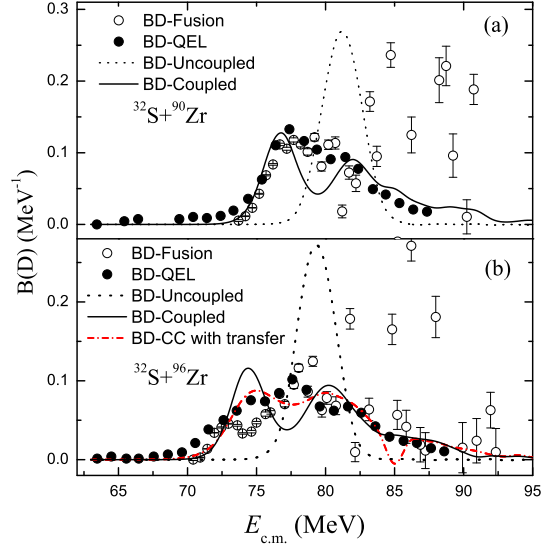 0.3
(a)
BD-Fusion
BD-QEL
BD-Uncoupled
BD-Coupled
0.2
³²S+⁹⁰Zr
0.1
0.0
B(D) (MeV⁻¹)
(b)
BD-Fusion
BD-QEL
BD-Uncoupled
BD-Coupled
BD-CC with transfer
0.2
³²S+⁹⁶Zr
0.1
0.0
65 70 75 80 85 90 95
E c.m. (MeV)